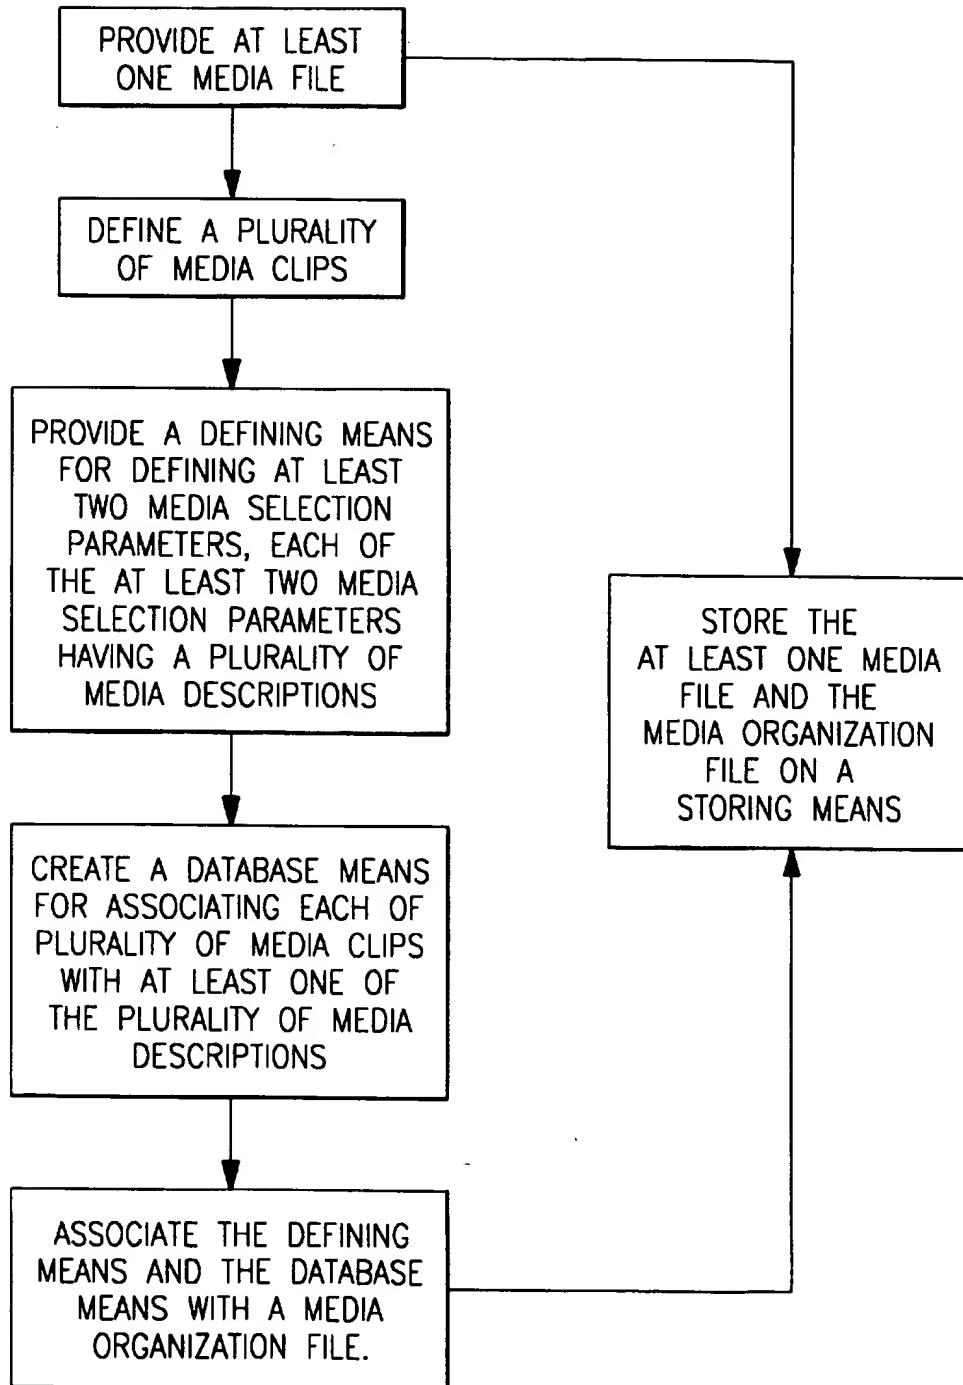 PROVIDE AT LEAST
ONE MEDIA FILE
DEFINE A PLURALITY
OF MEDIA CLIPS
PROVIDE A DEFINING MEANS
FOR DEFINING AT LEAST
TWO MEDIA SELECTION
PARAMETERS, EACH OF
THE AT LEAST TWO MEDIA
SELECTION PARAMETERS
HAVING A PLURALITY OF
MEDIA DESCRIPTIONS
CREATE A DATABASE MEANS
FOR ASSOCIATING EACH OF
PLURALITY OF MEDIA CLIPS
WITH AT LEAST ONE OF
THE PLURALITY OF MEDIA
DESCRIPTIONS
ASSOCIATE THE DEFINING
MEANS AND THE DATABASE
MEANS WITH A MEDIA
ORGANIZATION FILE.
STORE THE
AT LEAST ONE MEDIA
FILE AND THE
MEDIA ORGANIZATION
FILE ON A
STORING MEANS